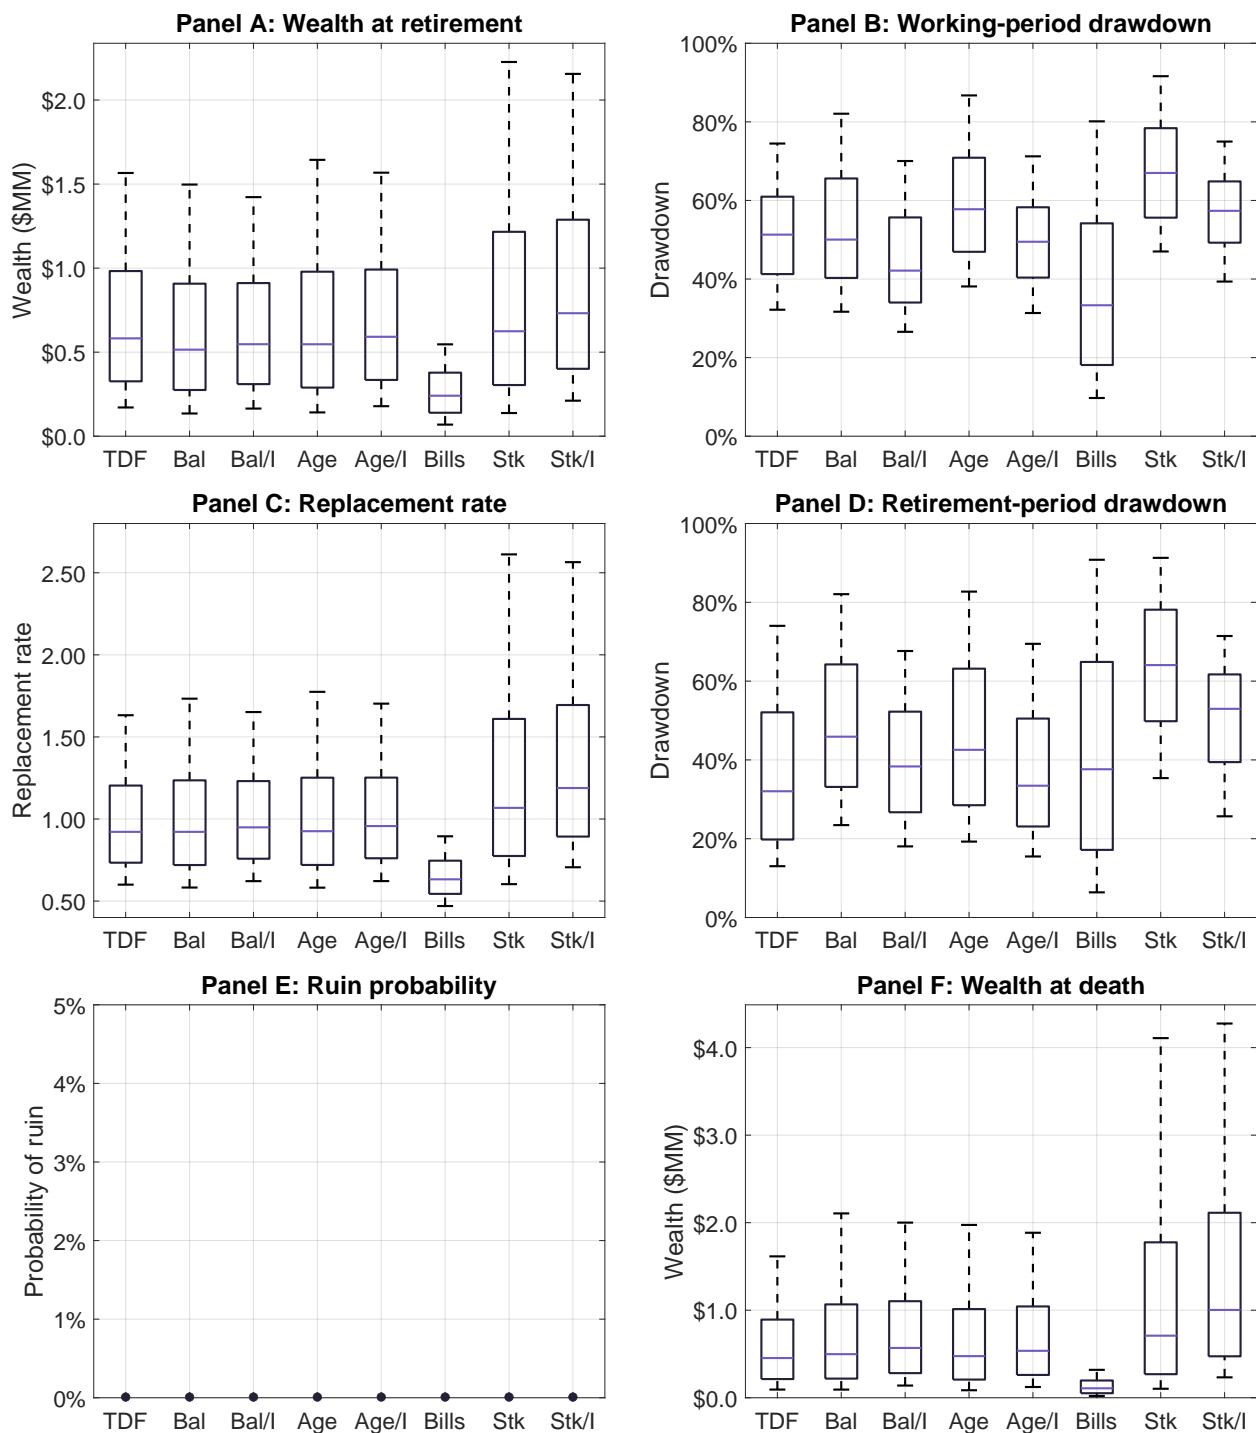 Panel A: Wealth at retirement
Wealth ($MM)
$2.0
$1.5
$1.0
$0.5
$0.0
TDF Bal Bal/I Age Age/I Bills Stk Stk/I
Panel B: Working-period drawdown
Drawdown
100%
80%
60%
40%
20%
0%
TDF Bal Bal/I Age Age/I Bills Stk Stk/I
Panel C: Replacement rate
Replacement rate
2.50
2.00
1.50
1.00
0.50
TDF Bal Bal/I Age Age/I Bills Stk Stk/I
Panel D: Retirement-period drawdown
Drawdown
100%
80%
60%
40%
20%
0%
TDF Bal Bal/I Age Age/I Bills Stk Stk/I
Panel E: Ruin probability
Probability of ruin
5%
4%
3%
2%
1%
0%
TDF Bal Bal/I Age Age/I Bills Stk Stk/I
Panel F: Wealth at death
Wealth ($MM)
$4.0
$3.0
$2.0
$1.0
$0.0
TDF Bal Bal/I Age Age/I Bills Stk Stk/I